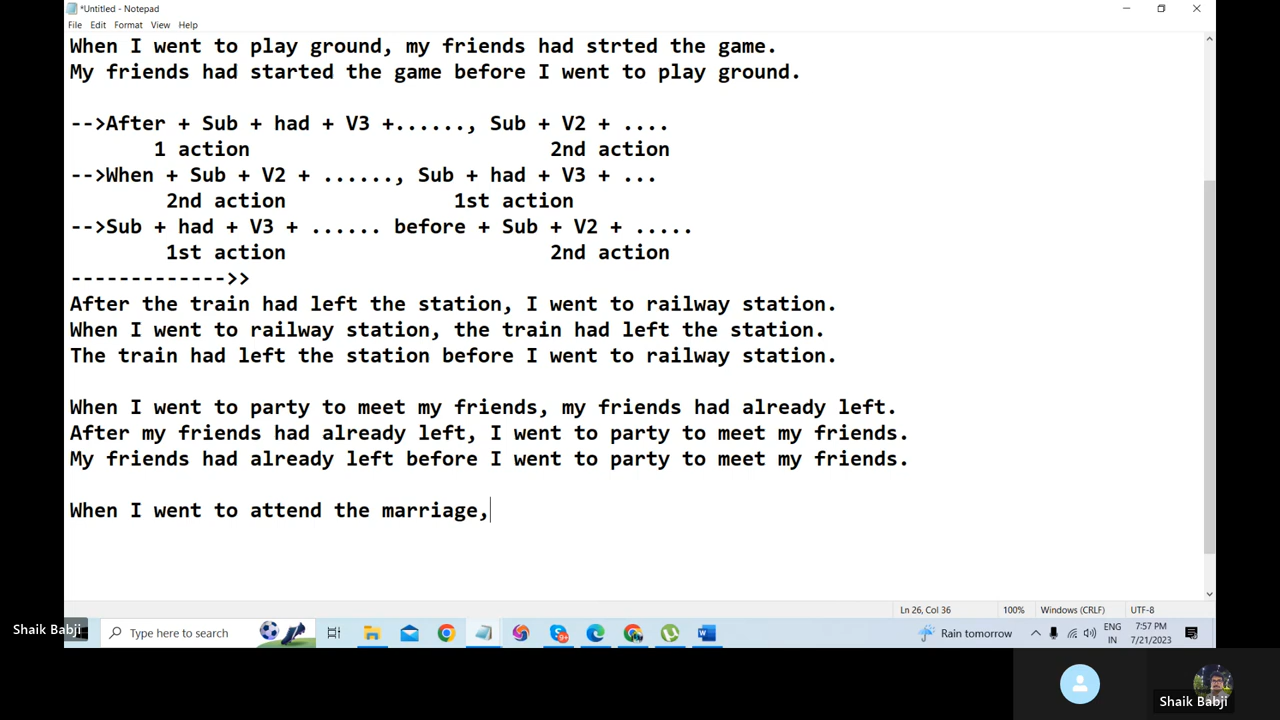 *Untitled - Notepad
File Edit Format View Help
When I went to play ground, my friends had strted the game.
My friends had started the game before I went to play ground.
-->After + Sub + had + V3 +......, Sub + V2 + ....
1 action 2nd action
-->When + Sub + V2 + ......, Sub + had + V3 + ...
2nd action 1st action
-->Sub + had + V3 + ...... before + Sub + V2 + .....
1st action 2nd action
------------->>
After the train had left the station, I went to railway station.
When I went to railway station, the train had left the station.
The train had left the station before I went to railway station.
When I went to party to meet my friends, my friends had already left.
After my friends had already left, I went to party to meet my friends.
My friends had already left before I went to party to meet my friends.
When I went to attend the marriage,
Ln 26, Col 36 100% Windows (CRLF) UTF-8
Shaik Babji
Type here to search
9+
Rain tomorrow
ENG
IN
7:57 PM
7/21/2023
Shaik Babji